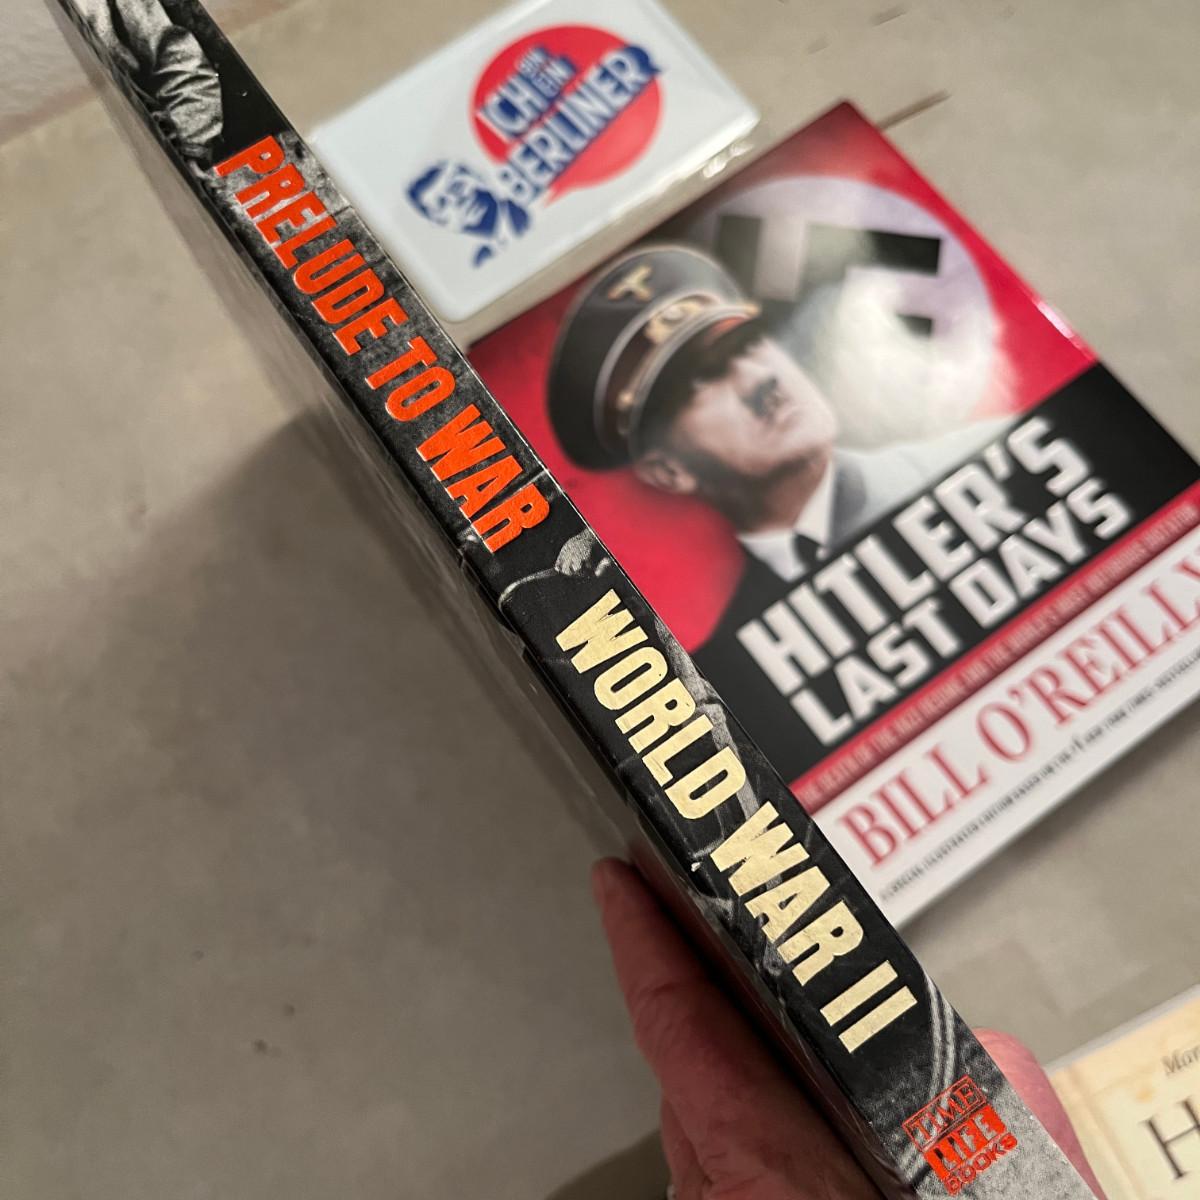 ICH BIN EIN
BERLINER
PRELUDE TO WAR
WORLD WAR II
TIME
LIFE
BOOKS
HITLER'S
LAST DAYS
BILL O'REILLY